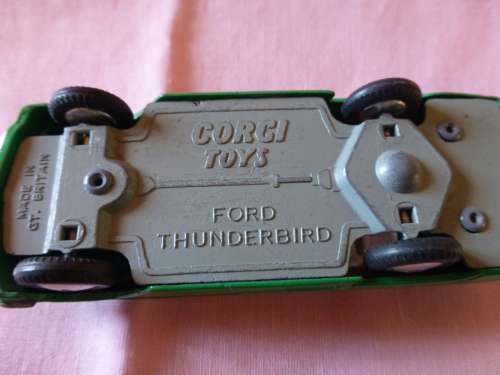 CORGI
TOYS
FORD
THUNDERBIRD
MADE IN
GT. BRITAIN